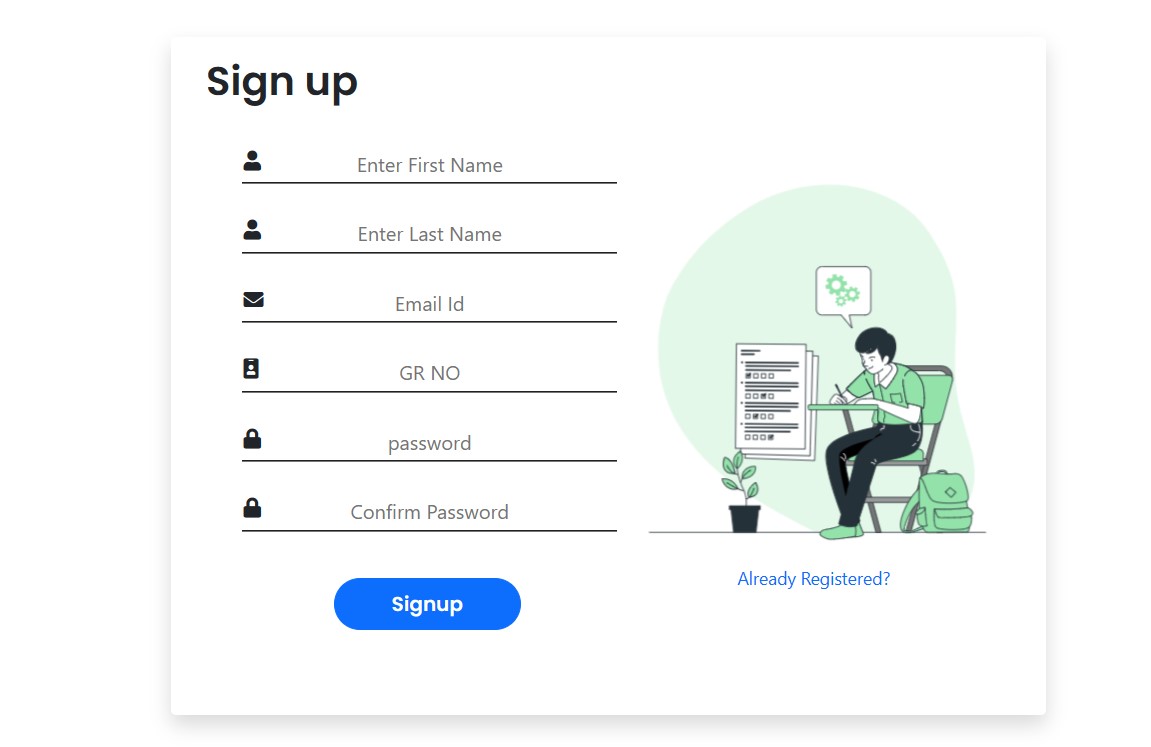 Sign up
Enter First Name
Enter Last Name
Email Id
GR NO
password
Confirm Password
Signup
Already Registered?